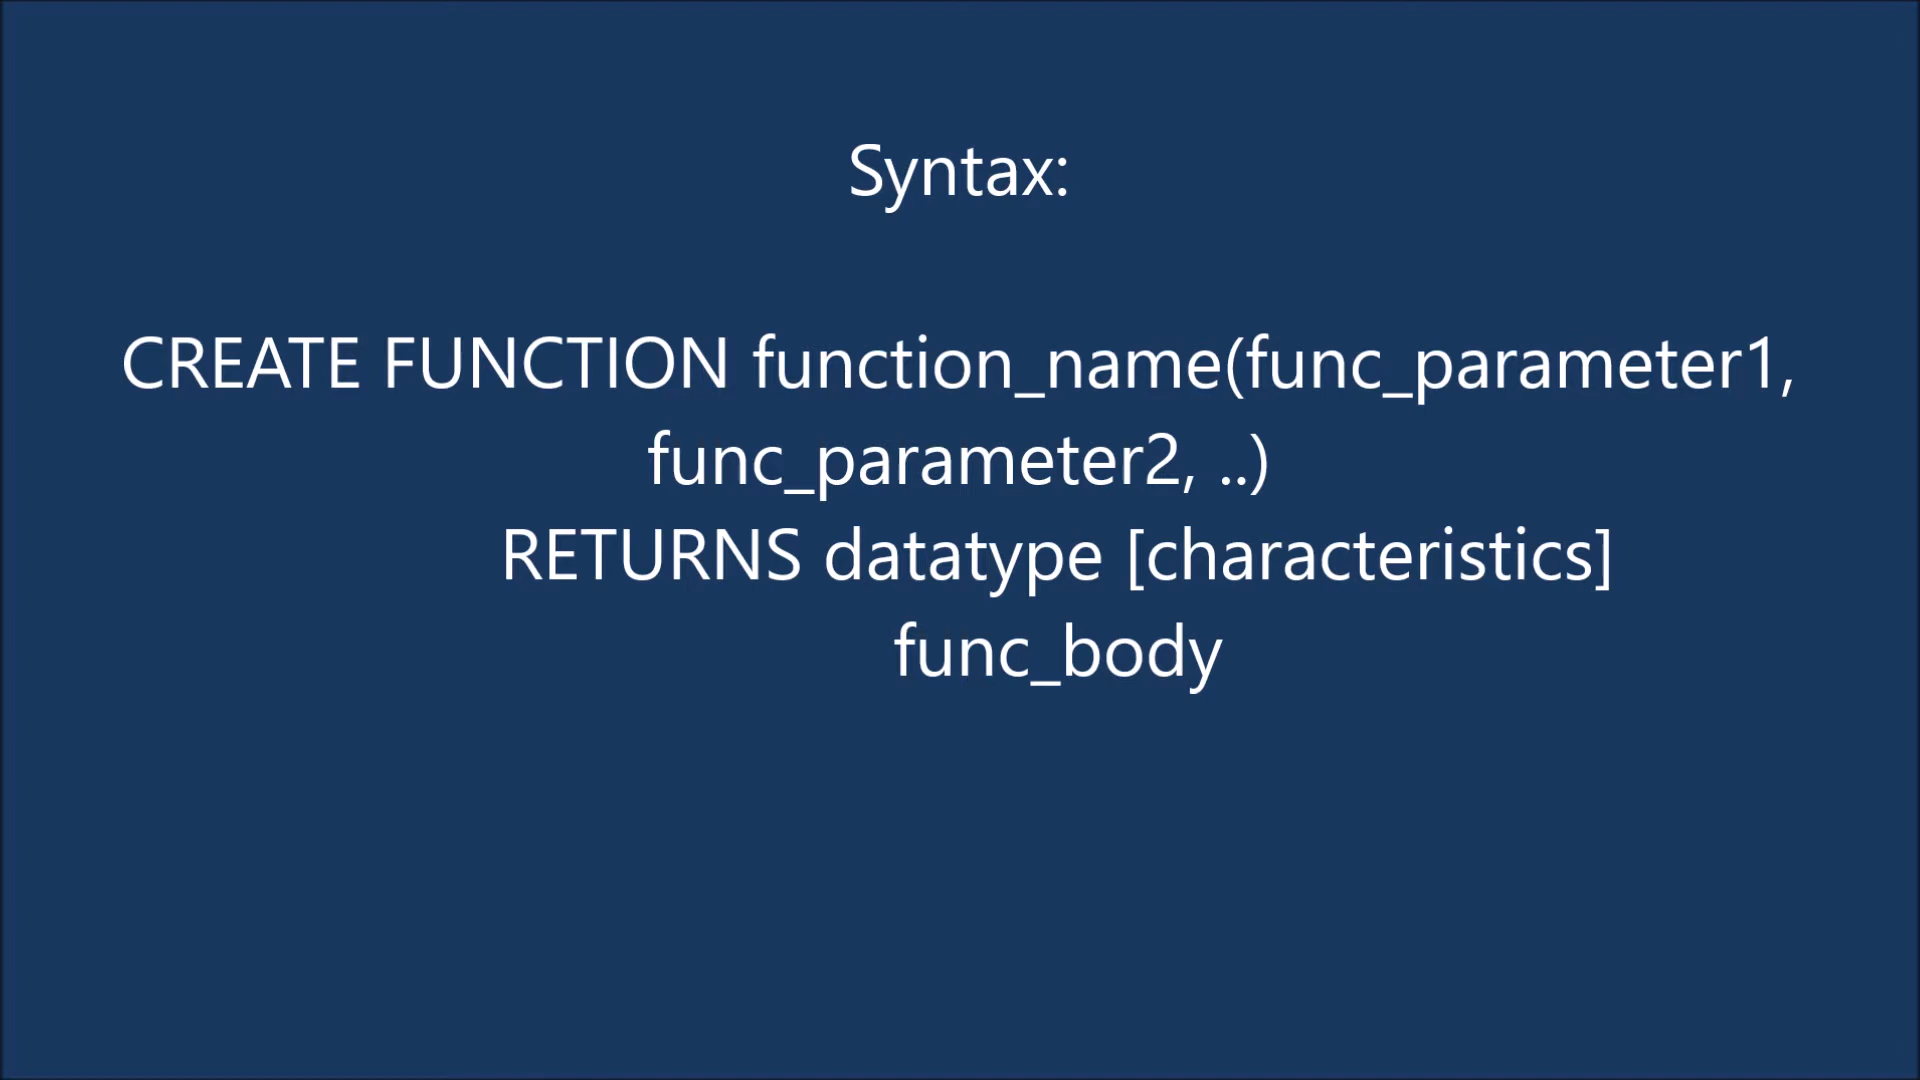 Syntax:
CREATE FUNCTION function_name(func_parameter1,
func_parameter2, ..)
RETURNS datatype [characteristics]
func_body